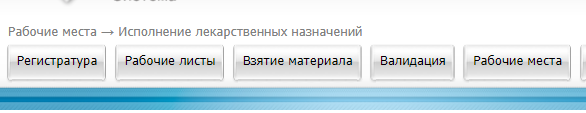 Рабочие места → Исполнение лекарственных назначений
Регистратура Рабочие листы Взятие материала Валидация Рабочие места